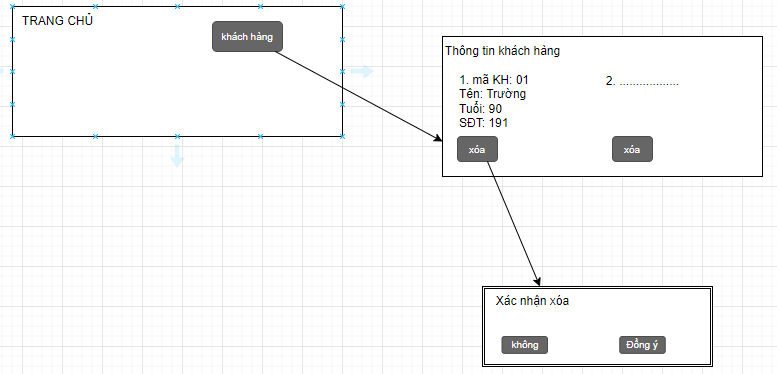 TRANG CHỦ
khách hàng
Thông tin khách hàng
1. mã KH: 01
Tên: Trường
Tuổi: 90
SĐT: 191
xóa
2. ..................
xóa
Xác nhận xóa
không
Đồng ý